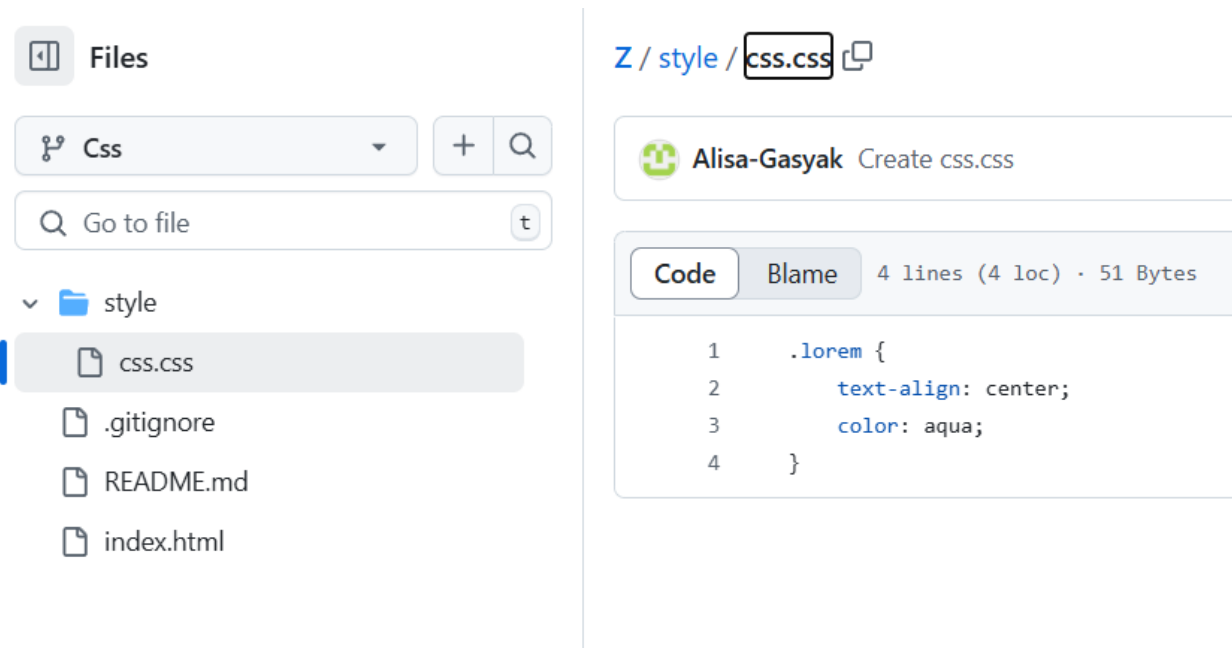 Files
Css
Go to file t
style
css.css
.gitignore
README.md
index.html
Z / style / css.css
Alisa-Gasyak Create css.css
Code Blame 4 lines (4 loc) · 51 Bytes
1 .lorem {
2     text-align: center;
3     color: aqua;
4 }